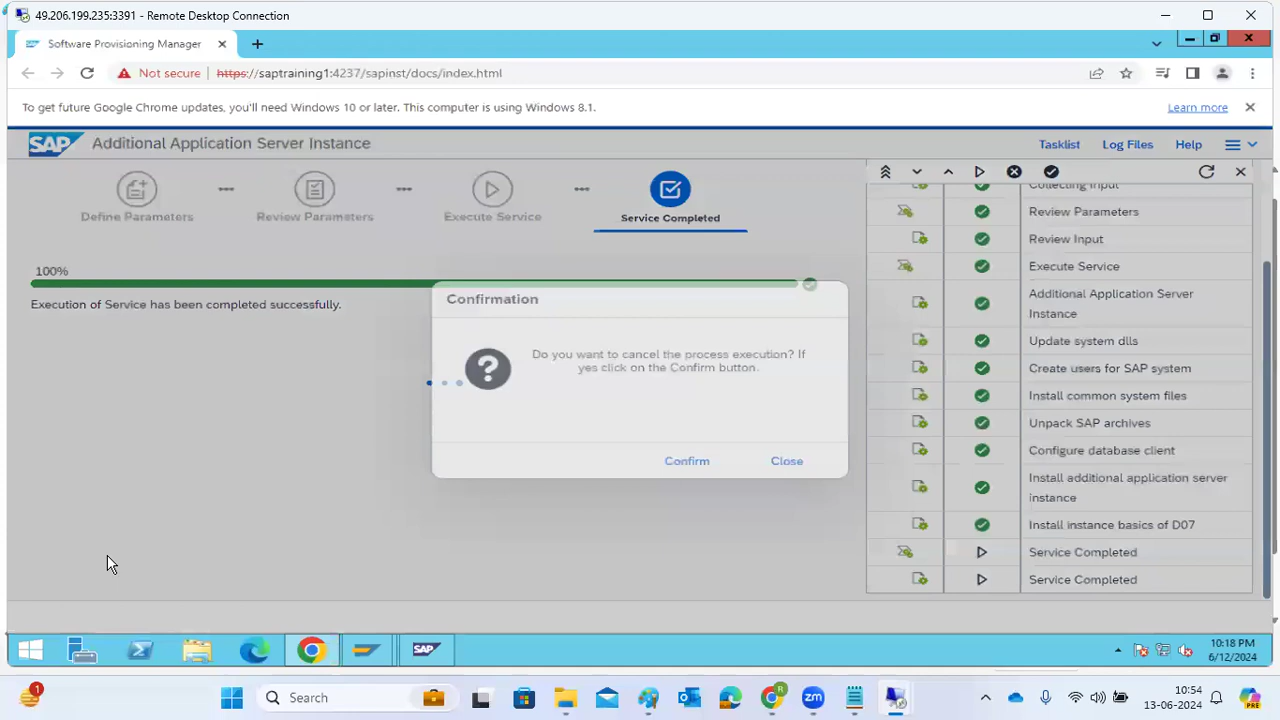 49.206.199.235:3391 - Remote Desktop Connection
Software Provisioning Manager
Not secure
https://saptraining1:4237/sapinst/docs/index.html
To get future Google Chrome updates, you'll need Windows 10 or later. This computer is using Windows 8.1.
Learn more
SAP
Additional Application Server Instance
Tasklist
Log Files
Help
Define Parameters
Review Parameters
Execute Service
Service Completed
100%
Execution of Service has been completed successfully.
Confirmation
Do you want to cancel the process execution? If
yes click on the Confirm button.
Confirm
Close
Collecting Input
Review Parameters
Review Input
Execute Service
Additional Application Server
Instance
Update system dlls
Create users for SAP system
Install common system files
Unpack SAP archives
Configure database client
Install additional application server
instance
Install instance basics of D07
Service Completed
Service Completed
SAP
10:18 PM
6/12/2024
1
Search
R
zm
10:54
13-06-2024
PRE